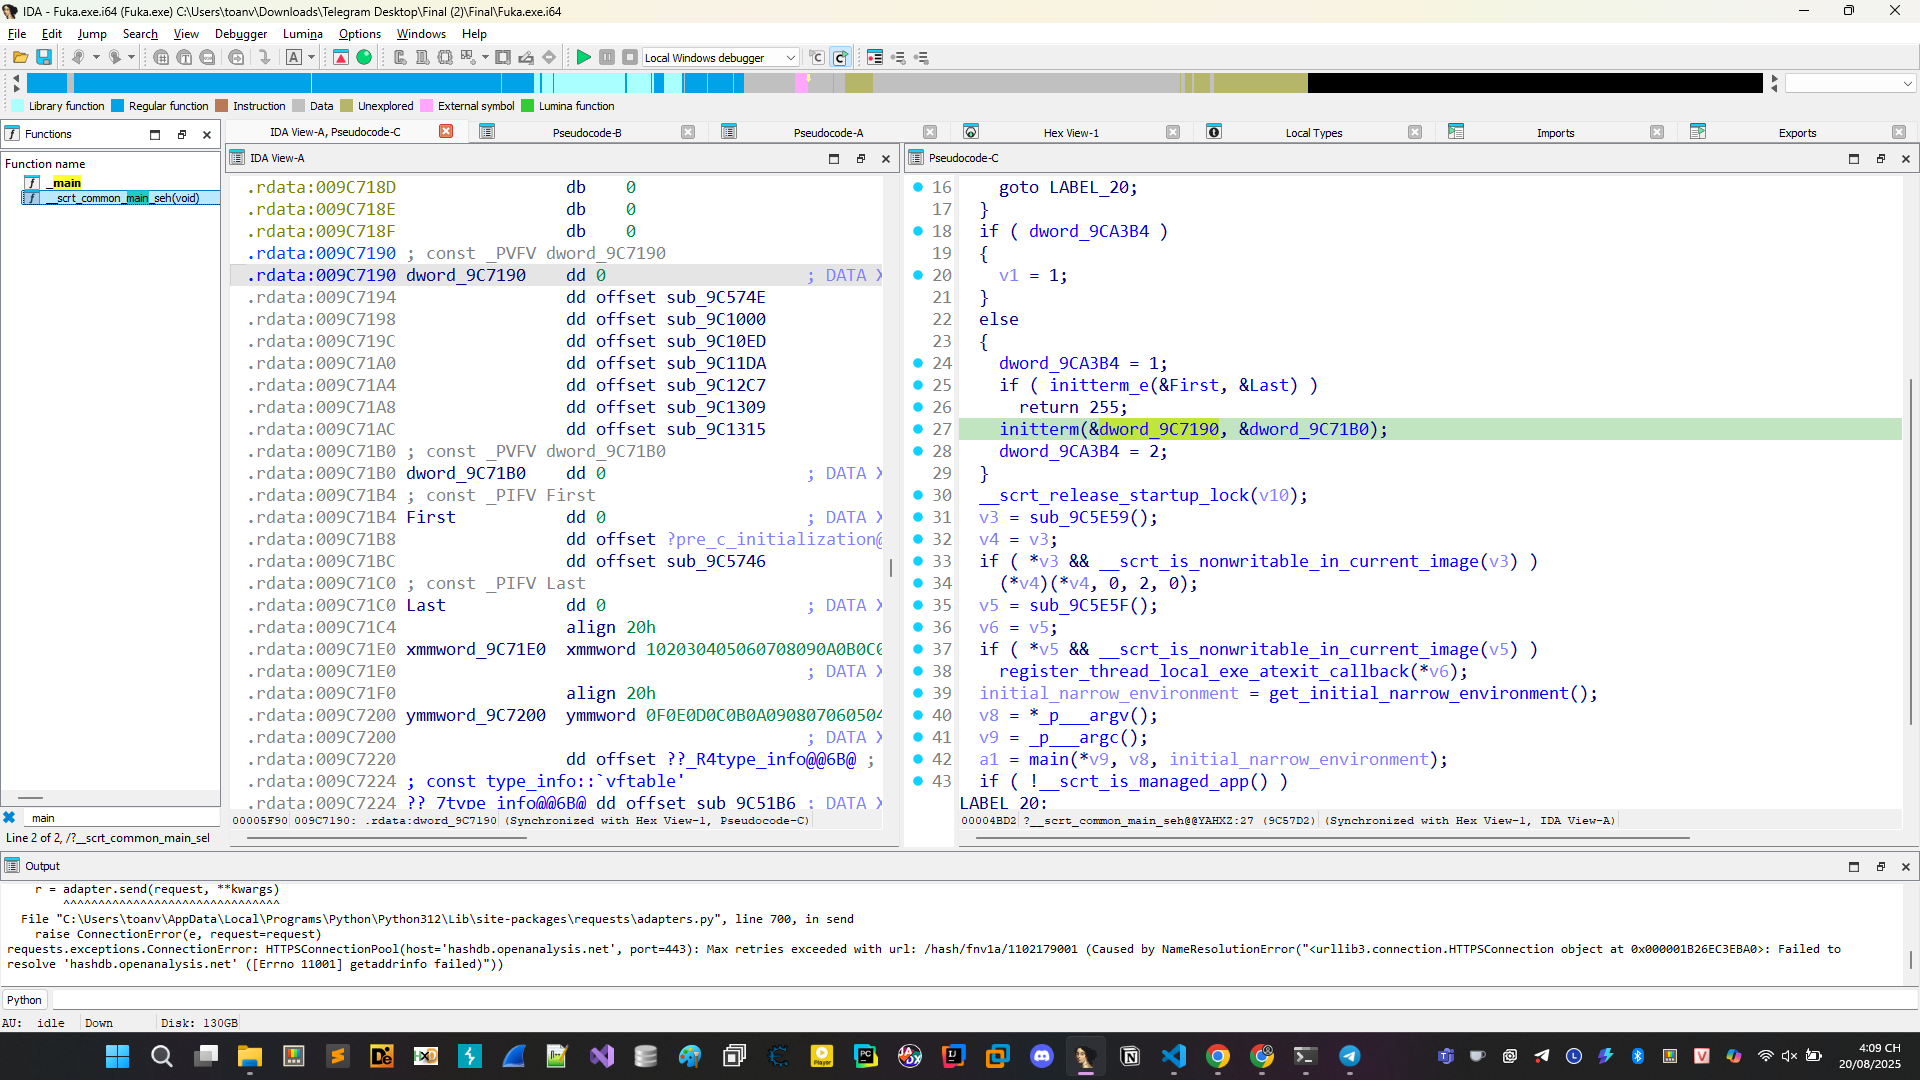 IDA - Fuka.exe.i64 (Fuka.exe) C:\Users\toanv\Downloads\Telegram Desktop\Final (2)\Final\Fuka.exe.i64
File Edit Jump Search View Debugger Lumina Options Windows Help
Local Windows debugger
Library function Regular function Instruction Data Unexplored External symbol Lumina function
Functions
IDA View-A, Pseudocode-C Pseudocode-B Pseudocode-A Hex View-1 Local Types Imports Exports
Function name
_main
__scrt_common_main_seh(void)
main
Line 2 of 2, /?__scrt_common_main_sel
IDA View-A
.rdata:009C718D db 0
.rdata:009C718E db 0
.rdata:009C718F db 0
.rdata:009C7190 ; const _PVFV dword_9C7190
.rdata:009C7190 dword_9C7190 dd 0 ; DATA X
.rdata:009C7194 dd offset sub_9C574E
.rdata:009C7198 dd offset sub_9C1000
.rdata:009C719C dd offset sub_9C10ED
.rdata:009C71A0 dd offset sub_9C11DA
.rdata:009C71A4 dd offset sub_9C12C7
.rdata:009C71A8 dd offset sub_9C1309
.rdata:009C71AC dd offset sub_9C1315
.rdata:009C71B0 ; const _PVFV dword_9C71B0
.rdata:009C71B0 dword_9C71B0 dd 0 ; DATA X
.rdata:009C71B4 ; const _PIFV First
.rdata:009C71B4 First dd 0 ; DATA X
.rdata:009C71B8 dd offset ?pre_c_initialization@
.rdata:009C71BC dd offset sub_9C5746
.rdata:009C71C0 ; const _PIFV Last
.rdata:009C71C0 Last dd 0 ; DATA X
.rdata:009C71C4 align 20h
.rdata:009C71E0 xmmword_9C71E0 xmmword 102030405060708090A0B0C0
.rdata:009C71E0 ; DATA X
.rdata:009C71F0 align 20h
.rdata:009C7200 ymmword_9C7200 ymmword 0F0E0D0C0B0A090807060504
.rdata:009C7200 ; DATA X
.rdata:009C7220 dd offset ??_R4type_info@@6B@ ;
.rdata:009C7224 ; const type_info::`vftable'
.rdata:009C7224 ??_7type_info@@6B@ dd offset sub_9C51B6 ; DATA X
00005F90 009C7190: .rdata:dword_9C7190 (Synchronized with Hex View-1, Pseudocode-C)
Pseudocode-C
16 goto LABEL_20;
17 }
18 if ( dword_9CA3B4 )
19 {
20 v1 = 1;
21 }
22 else
23 {
24 dword_9CA3B4 = 1;
25 if ( initterm_e(&First, &Last) )
26 return 255;
27 initterm(&dword_9C7190, &dword_9C71B0);
28 dword_9CA3B4 = 2;
29 }
30 __scrt_release_startup_lock(v10);
31 v3 = sub_9C5E59();
32 v4 = v3;
33 if ( *v3 && __scrt_is_nonwritable_in_current_image(v3) )
34 (*v4)(*v4, 0, 2, 0);
35 v5 = sub_9C5E5F();
36 v6 = v5;
37 if ( *v5 && __scrt_is_nonwritable_in_current_image(v5) )
38 register_thread_local_exe_atexit_callback(*v6);
39 initial_narrow_environment = get_initial_narrow_environment();
40 v8 = *_p___argv();
41 v9 = _p___argc();
42 a1 = main(*v9, v8, initial_narrow_environment);
43 if ( !__scrt_is_managed_app() )
LABEL_20:
00004BD2 ?__scrt_common_main_seh@@YAHXZ:27 (9C57D2) (Synchronized with Hex View-1, IDA View-A)
Output
r = adapter.send(request, **kwargs)
^^^^^^^^^^^^^^^^^^^^^^^^^^^^^^^
File "C:\Users\toanv\AppData\Local\Programs\Python\Python312\Lib\site-packages\requests\adapters.py", line 700, in send
raise ConnectionError(e, request=request)
requests.exceptions.ConnectionError: HTTPSConnectionPool(host='hashdb.openanalysis.net', port=443): Max retries exceeded with url: /hash/fnv1a/1102179001 (Caused by NameResolutionError("<urllib3.connection.HTTPSConnection object at 0x000001B26EC3EBA0>: Failed to
resolve 'hashdb.openanalysis.net' ([Errno 11001] getaddrinfo failed)"))
Python
AU: idle Down Disk: 130GB
4:09 CH
20/08/2025